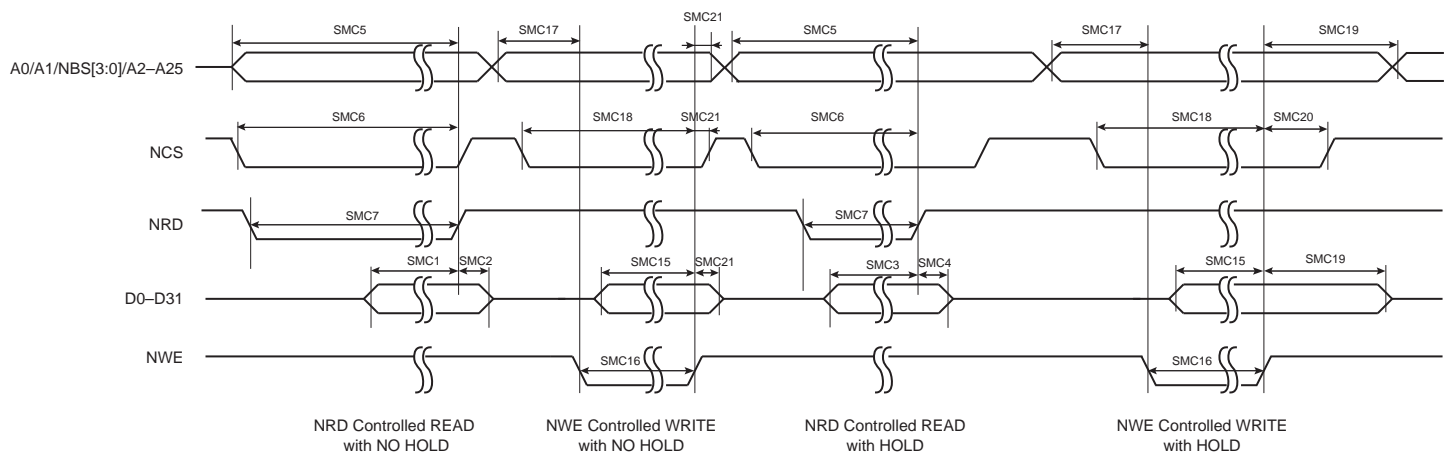 SMC21
SMC5 SMC17 SMC5 SMC17 SMC19
A0/A1/NBS[3:0]/A2–A25
SMC6 SMC18 SMC21 SMC6 SMC18 SMC20
NCS
SMC7 SMC7
NRD
SMC1 SMC2 SMC15 SMC21 SMC3 SMC4 SMC15 SMC19
D0–D31
NWE
SMC16 SMC16
NRD Controlled READ
with NO HOLD
NWE Controlled WRITE
with NO HOLD
NRD Controlled READ
with HOLD
NWE Controlled WRITE
with HOLD